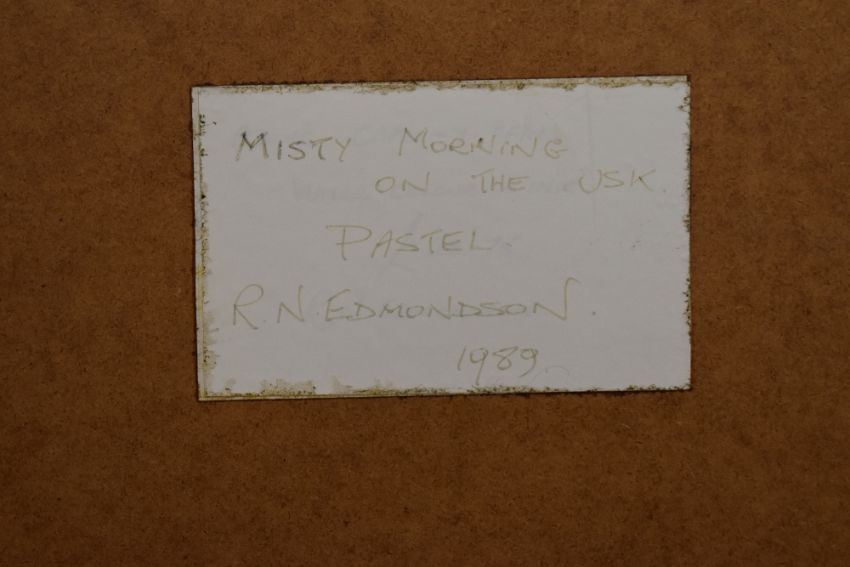 MISTY MORNING
ON THE USK.
PASTEL.
R.N. EDMONDSON.
1989.